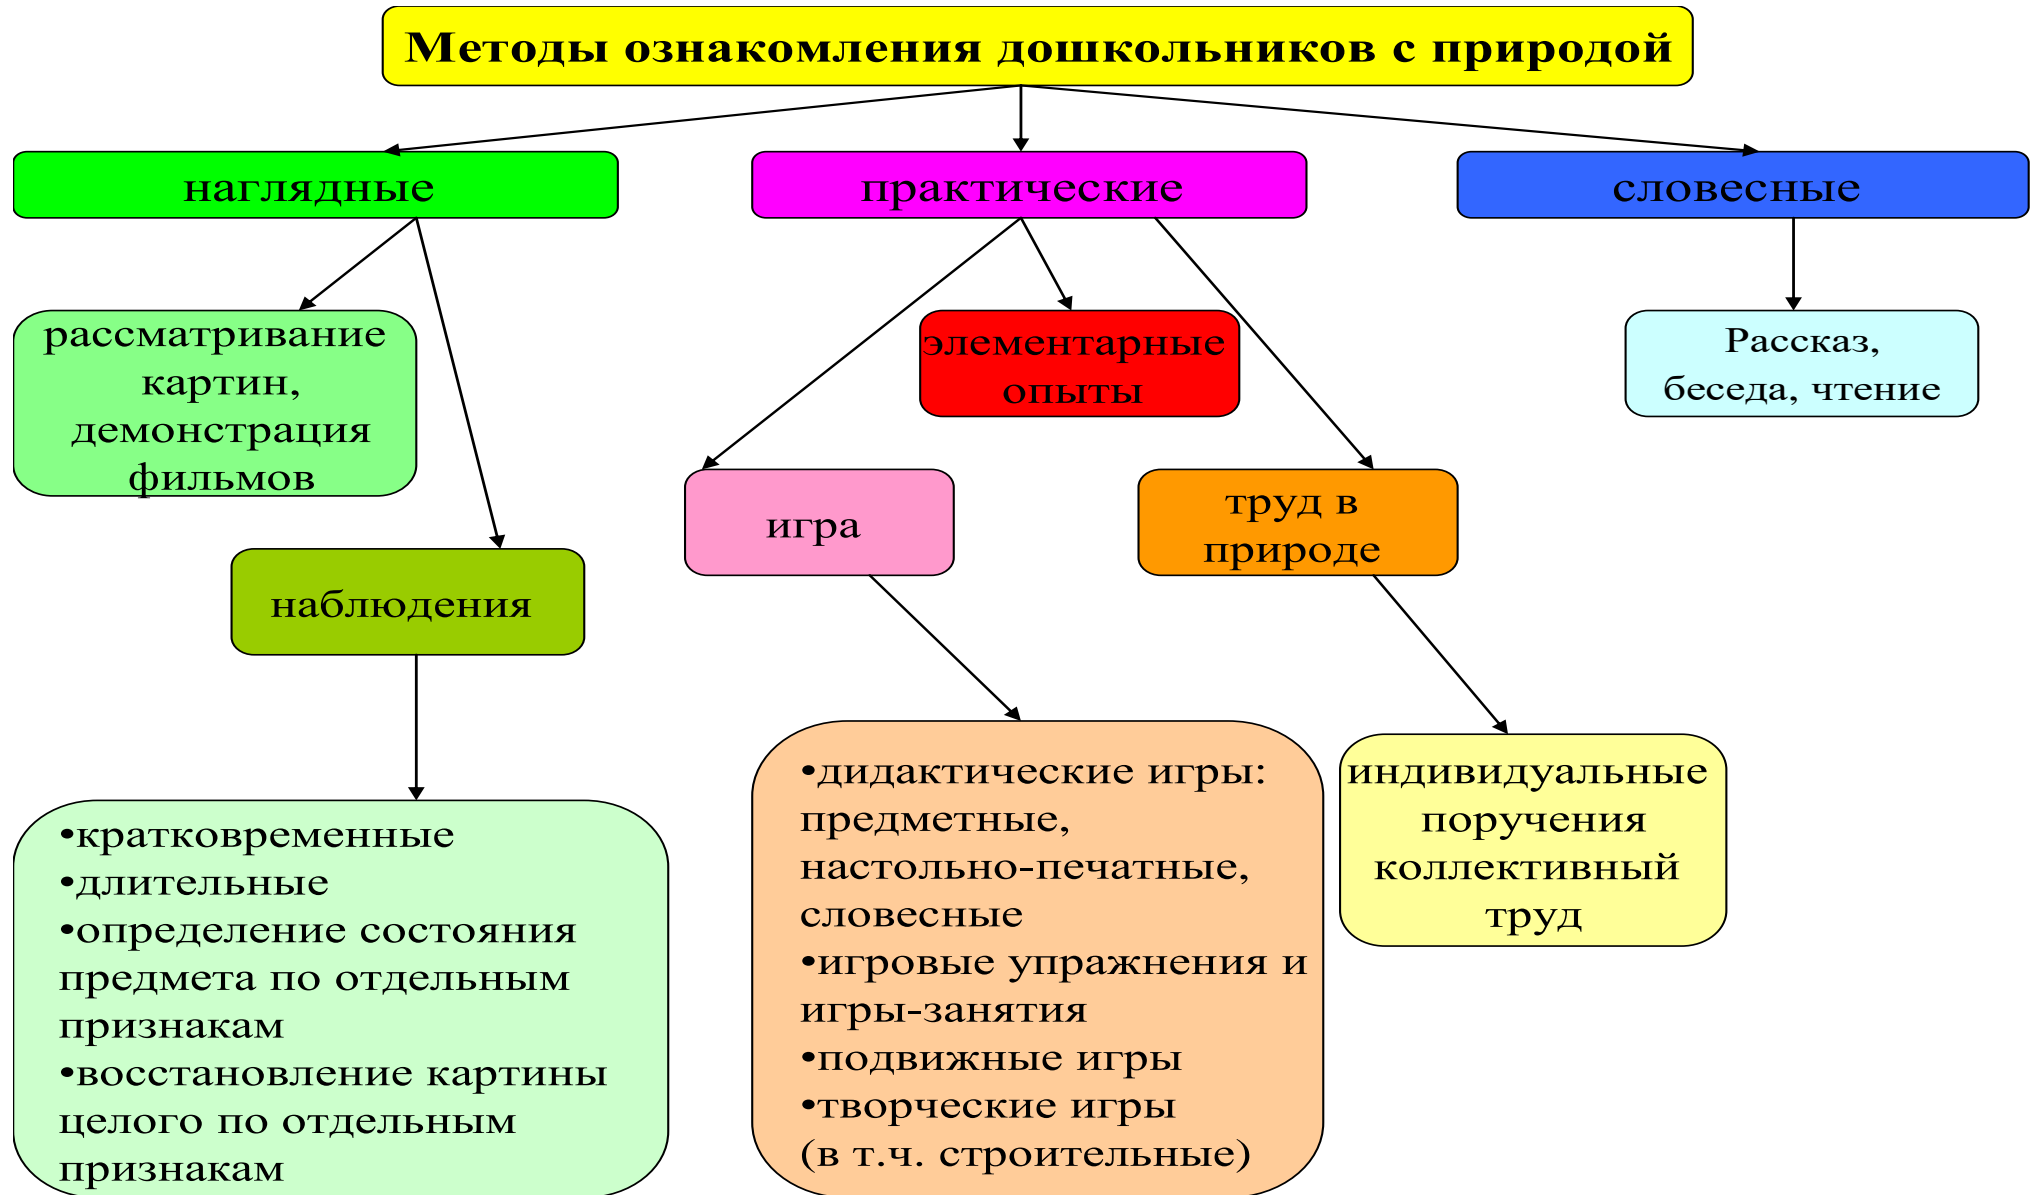 Методы ознакомления дошкольников с природой
наглядные
практические
словесные
рассматривание
картин,
демонстрация
фильмов
элементарные
опыты
Рассказ,
беседа, чтение
игра
труд в
природе
наблюдения
•кратковременные
•длительные
•определение состояния
предмета по отдельным
признакам
•восстановление картины
целого по отдельным
признакам
•дидактические игры:
предметные,
настольно-печатные,
словесные
•игровые упражнения и
игры-занятия
•подвижные игры
•творческие игры
(в т.ч. строительные)
индивидуальные
поручения
коллективный
труд